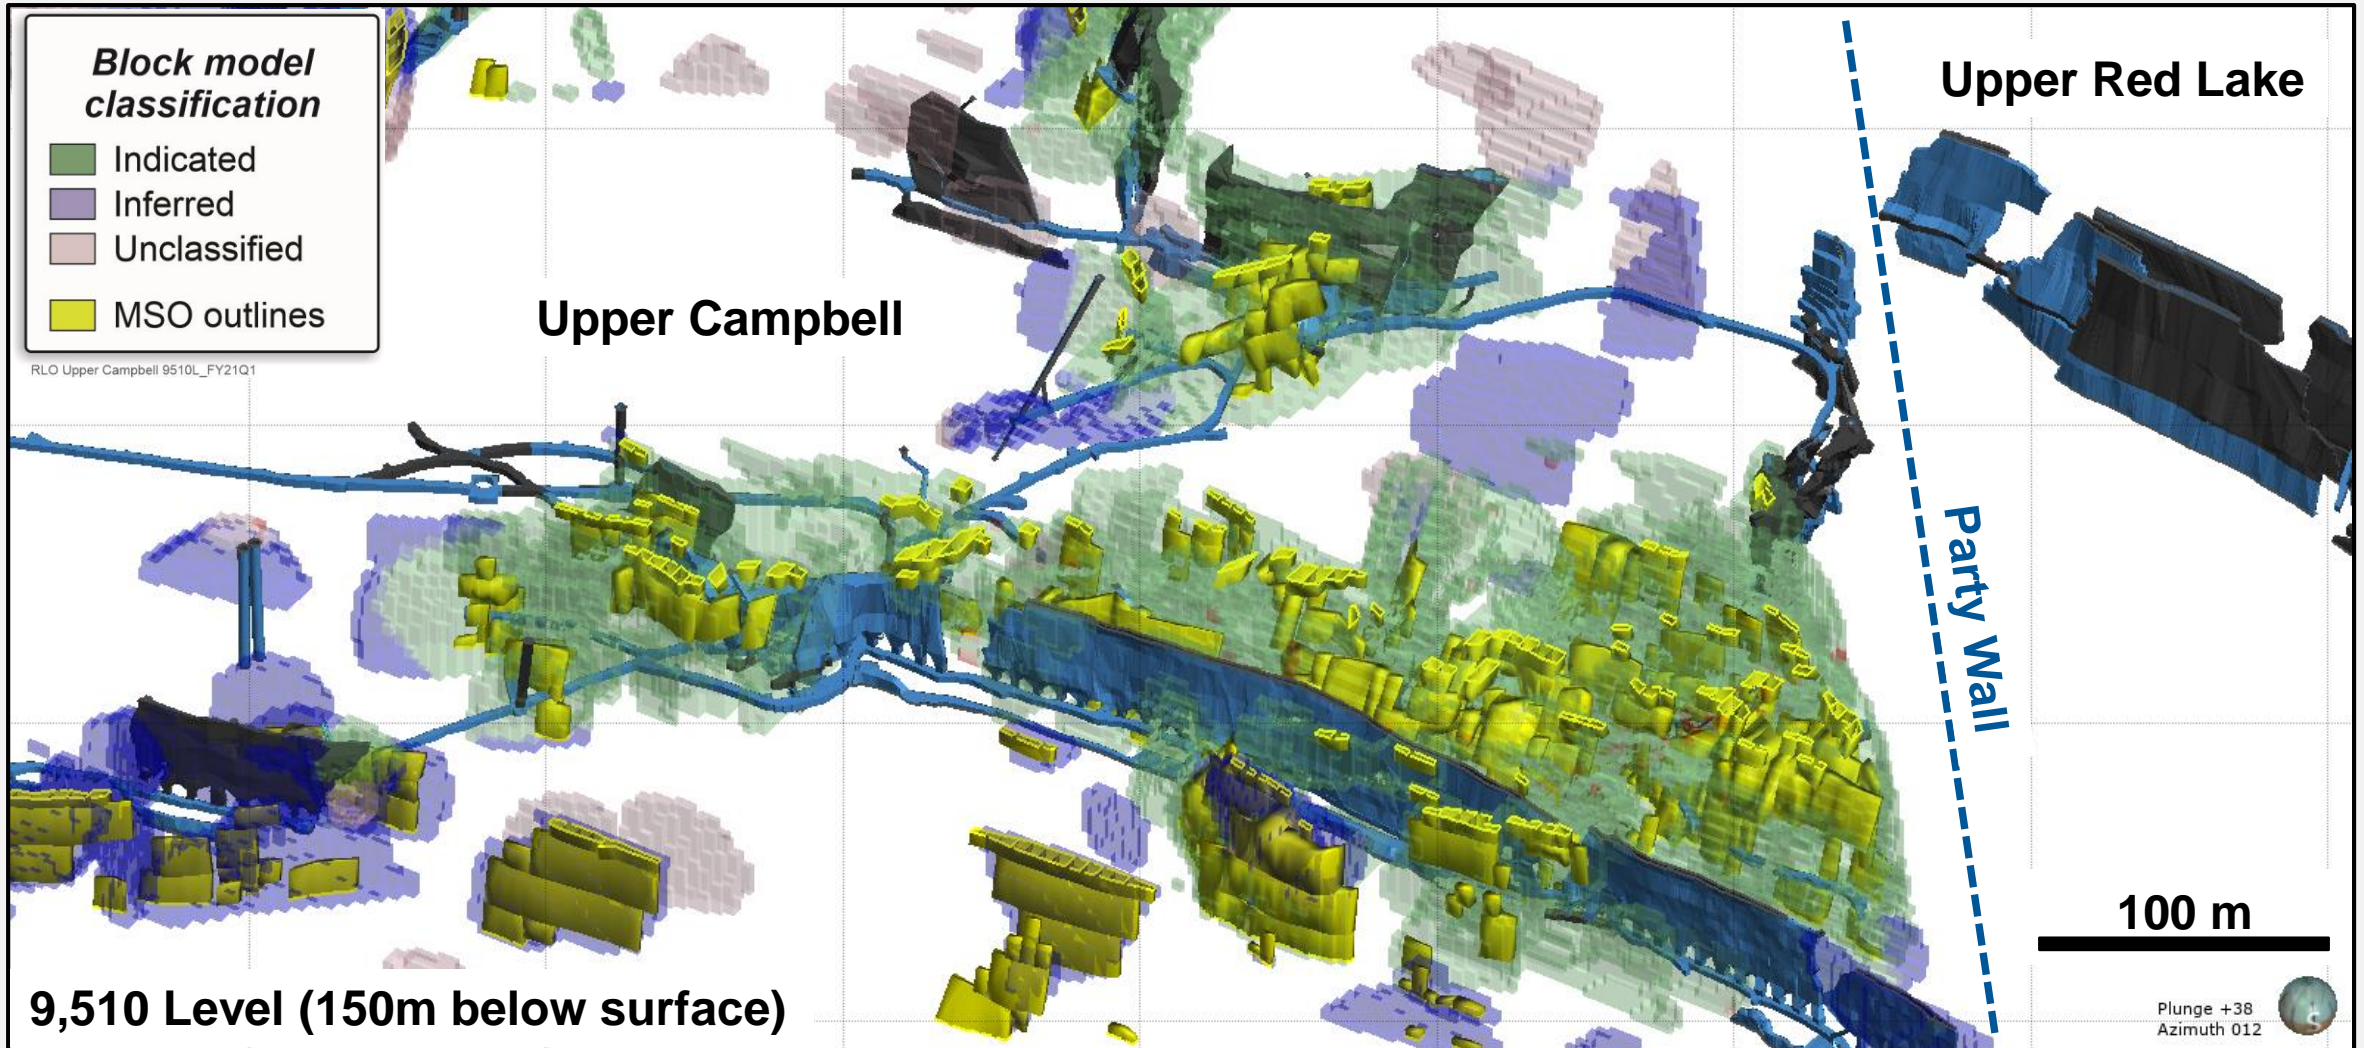 Block model
classification
Indicated
Inferred
Unclassified
MSO outlines
RLO Upper Campbell 9510L_FY21Q1
Upper Campbell
Upper Red Lake
Party Wall
100 m
9,510 Level (150m below surface)
Plunge +38
Azimuth 012
S